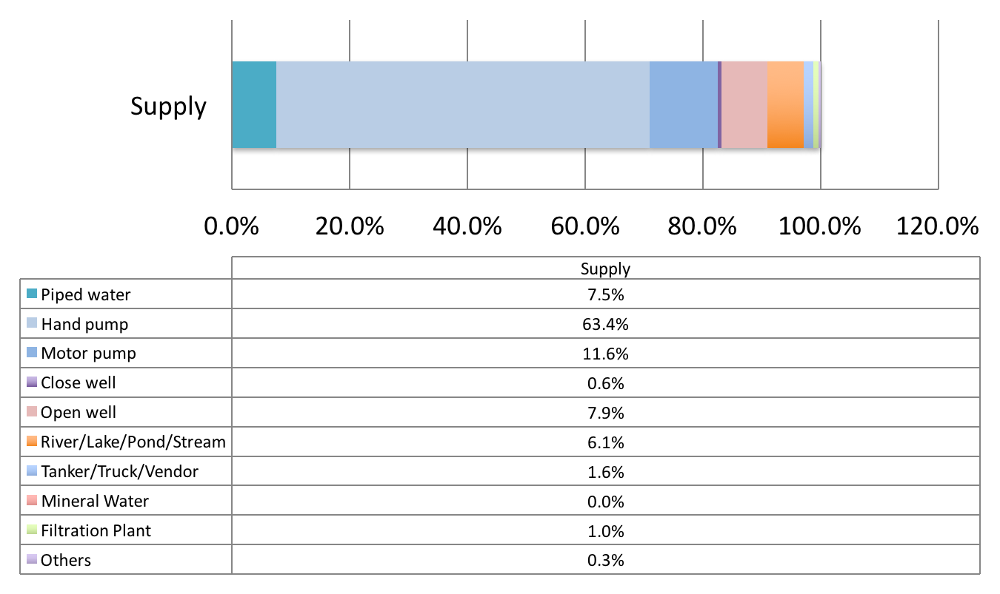 Supply
0.0% 20.0% 40.0% 60.0% 80.0% 100.0% 120.0%
Supply
Piped water 7.5%
Hand pump 63.4%
Motor pump 11.6%
Close well 0.6%
Open well 7.9%
River/Lake/Pond/Stream 6.1%
Tanker/Truck/Vendor 1.6%
Mineral Water 0.0%
Filtration Plant 1.0%
Others 0.3%